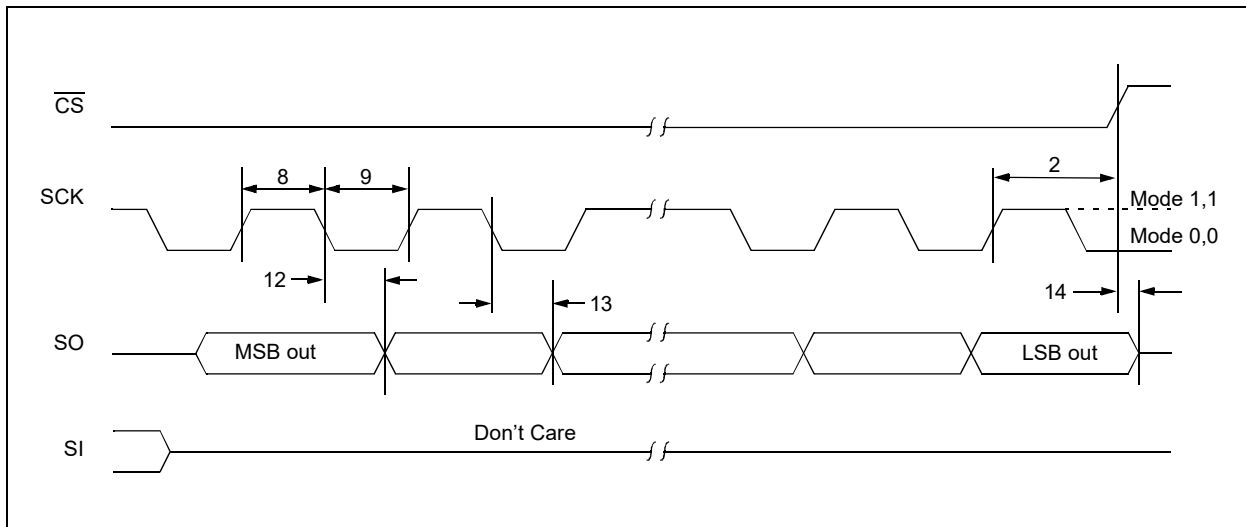 CS
2
8
9
SCK
Mode 1,1
Mode 0,0
12
13
14
SO
MSB out
LSB out
Don't Care
SI